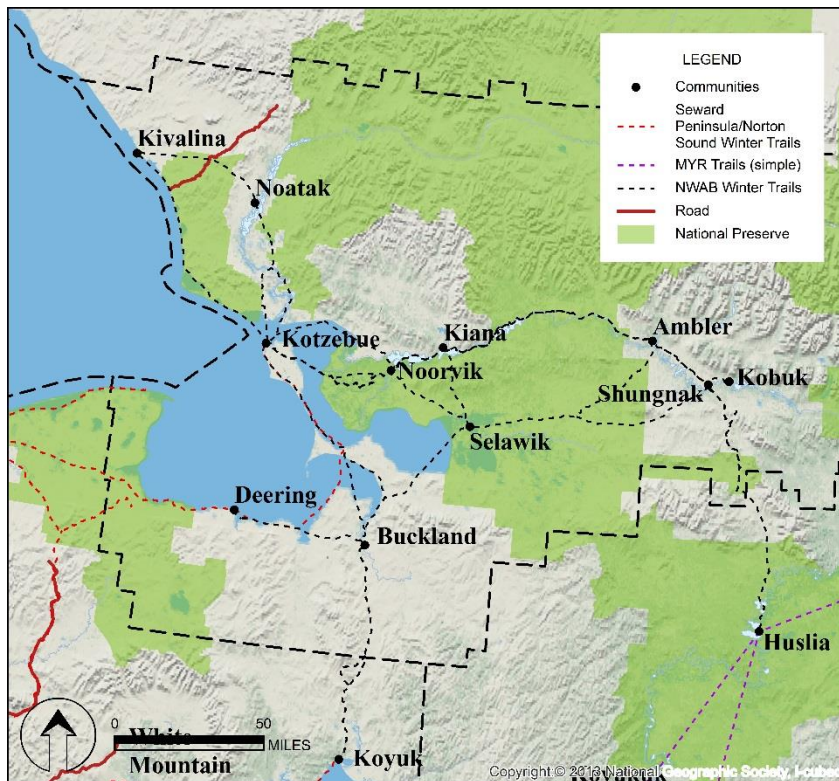 LEGEND
Communities
Seward
Peninsula/Norton
Sound Winter Trails
MYR Trails (simple)
NWAB Winter Trails
Road
National Preserve
Kivalina
Noatak
Kotzebue
Kiana
Noorvik
Ambler
Shungnak
Kobuk
Selawik
Deering
Buckland
Huslia
0
50
MILES
White
Mountain
Koyuk
Koyukuk
Copyright © 2013 National Geographic Society, i-cubed